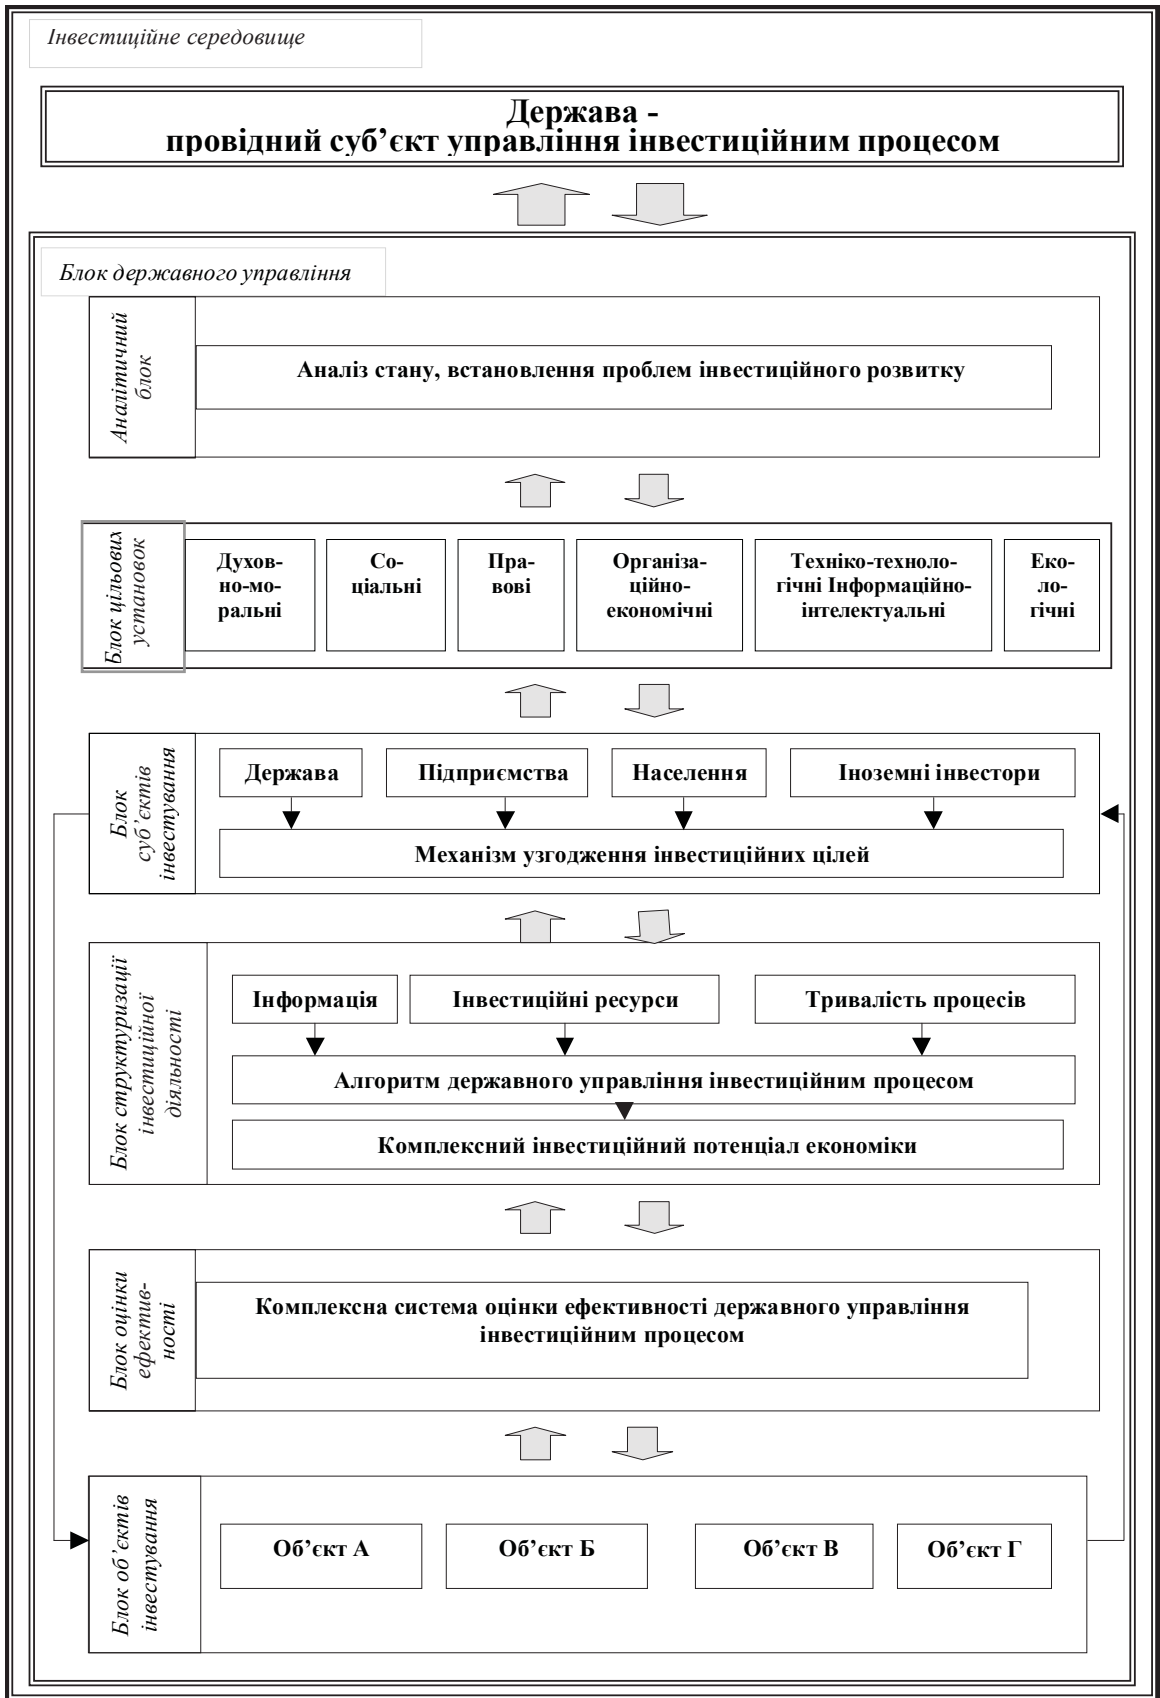 Інвестиційне середовище
Держава -
провідний суб’єкт управління інвестиційним процесом
Блок державного управління
Аналітичний
блок
Аналіз стану, встановлення проблем інвестиційного розвитку
Блок цільових
установок
Духов-
но-мо-
ральні
Со-
ціальні
Пра-
вові
Організа-
ційно-
економічні
Техніко-техноло-
гічні Інформаційно-
інтелектуальні
Еко-
ло-
гічні
Блок
суб’єктів
інвестування
Держава
Підприємства
Населення
Іноземні інвестори
Механізм узгодження інвестиційних цілей
Блок структуризації
інвестиційної
діяльності
Інформація
Інвестиційні ресурси
Тривалість процесів
Алгоритм державного управління інвестиційним процесом
Комплексний інвестиційний потенціал економіки
Блок оцінки
ефектив-
ності
Комплексна система оцінки ефективності державного управління
інвестиційним процесом
Блок об’єктів
інвестування
Об’єкт А
Об’єкт Б
Об’єкт В
Об’єкт Г